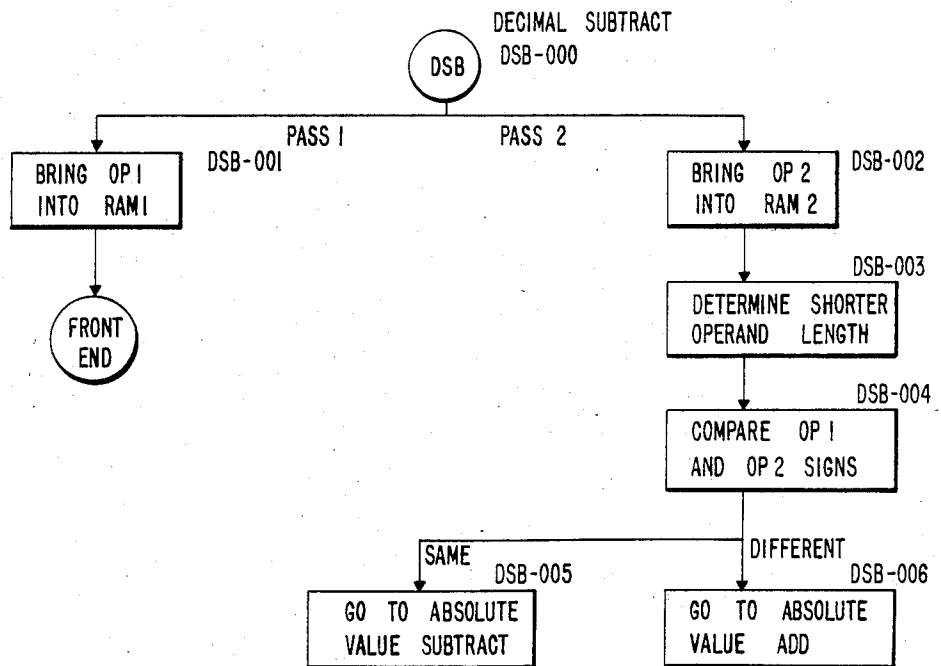 DECIMAL SUBTRACT
DSB-000
DSB
PASS 1
PASS 2
DSB-001
BRING OP 1
INTO RAM 1
FRONT
END
DSB-002
BRING OP 2
INTO RAM 2
DSB-003
DETERMINE SHORTER
OPERAND LENGTH
DSB-004
COMPARE OP 1
AND OP 2 SIGNS
SAME
DIFFERENT
DSB-005
GO TO ABSOLUTE
VALUE SUBTRACT
DSB-006
GO TO ABSOLUTE
VALUE ADD